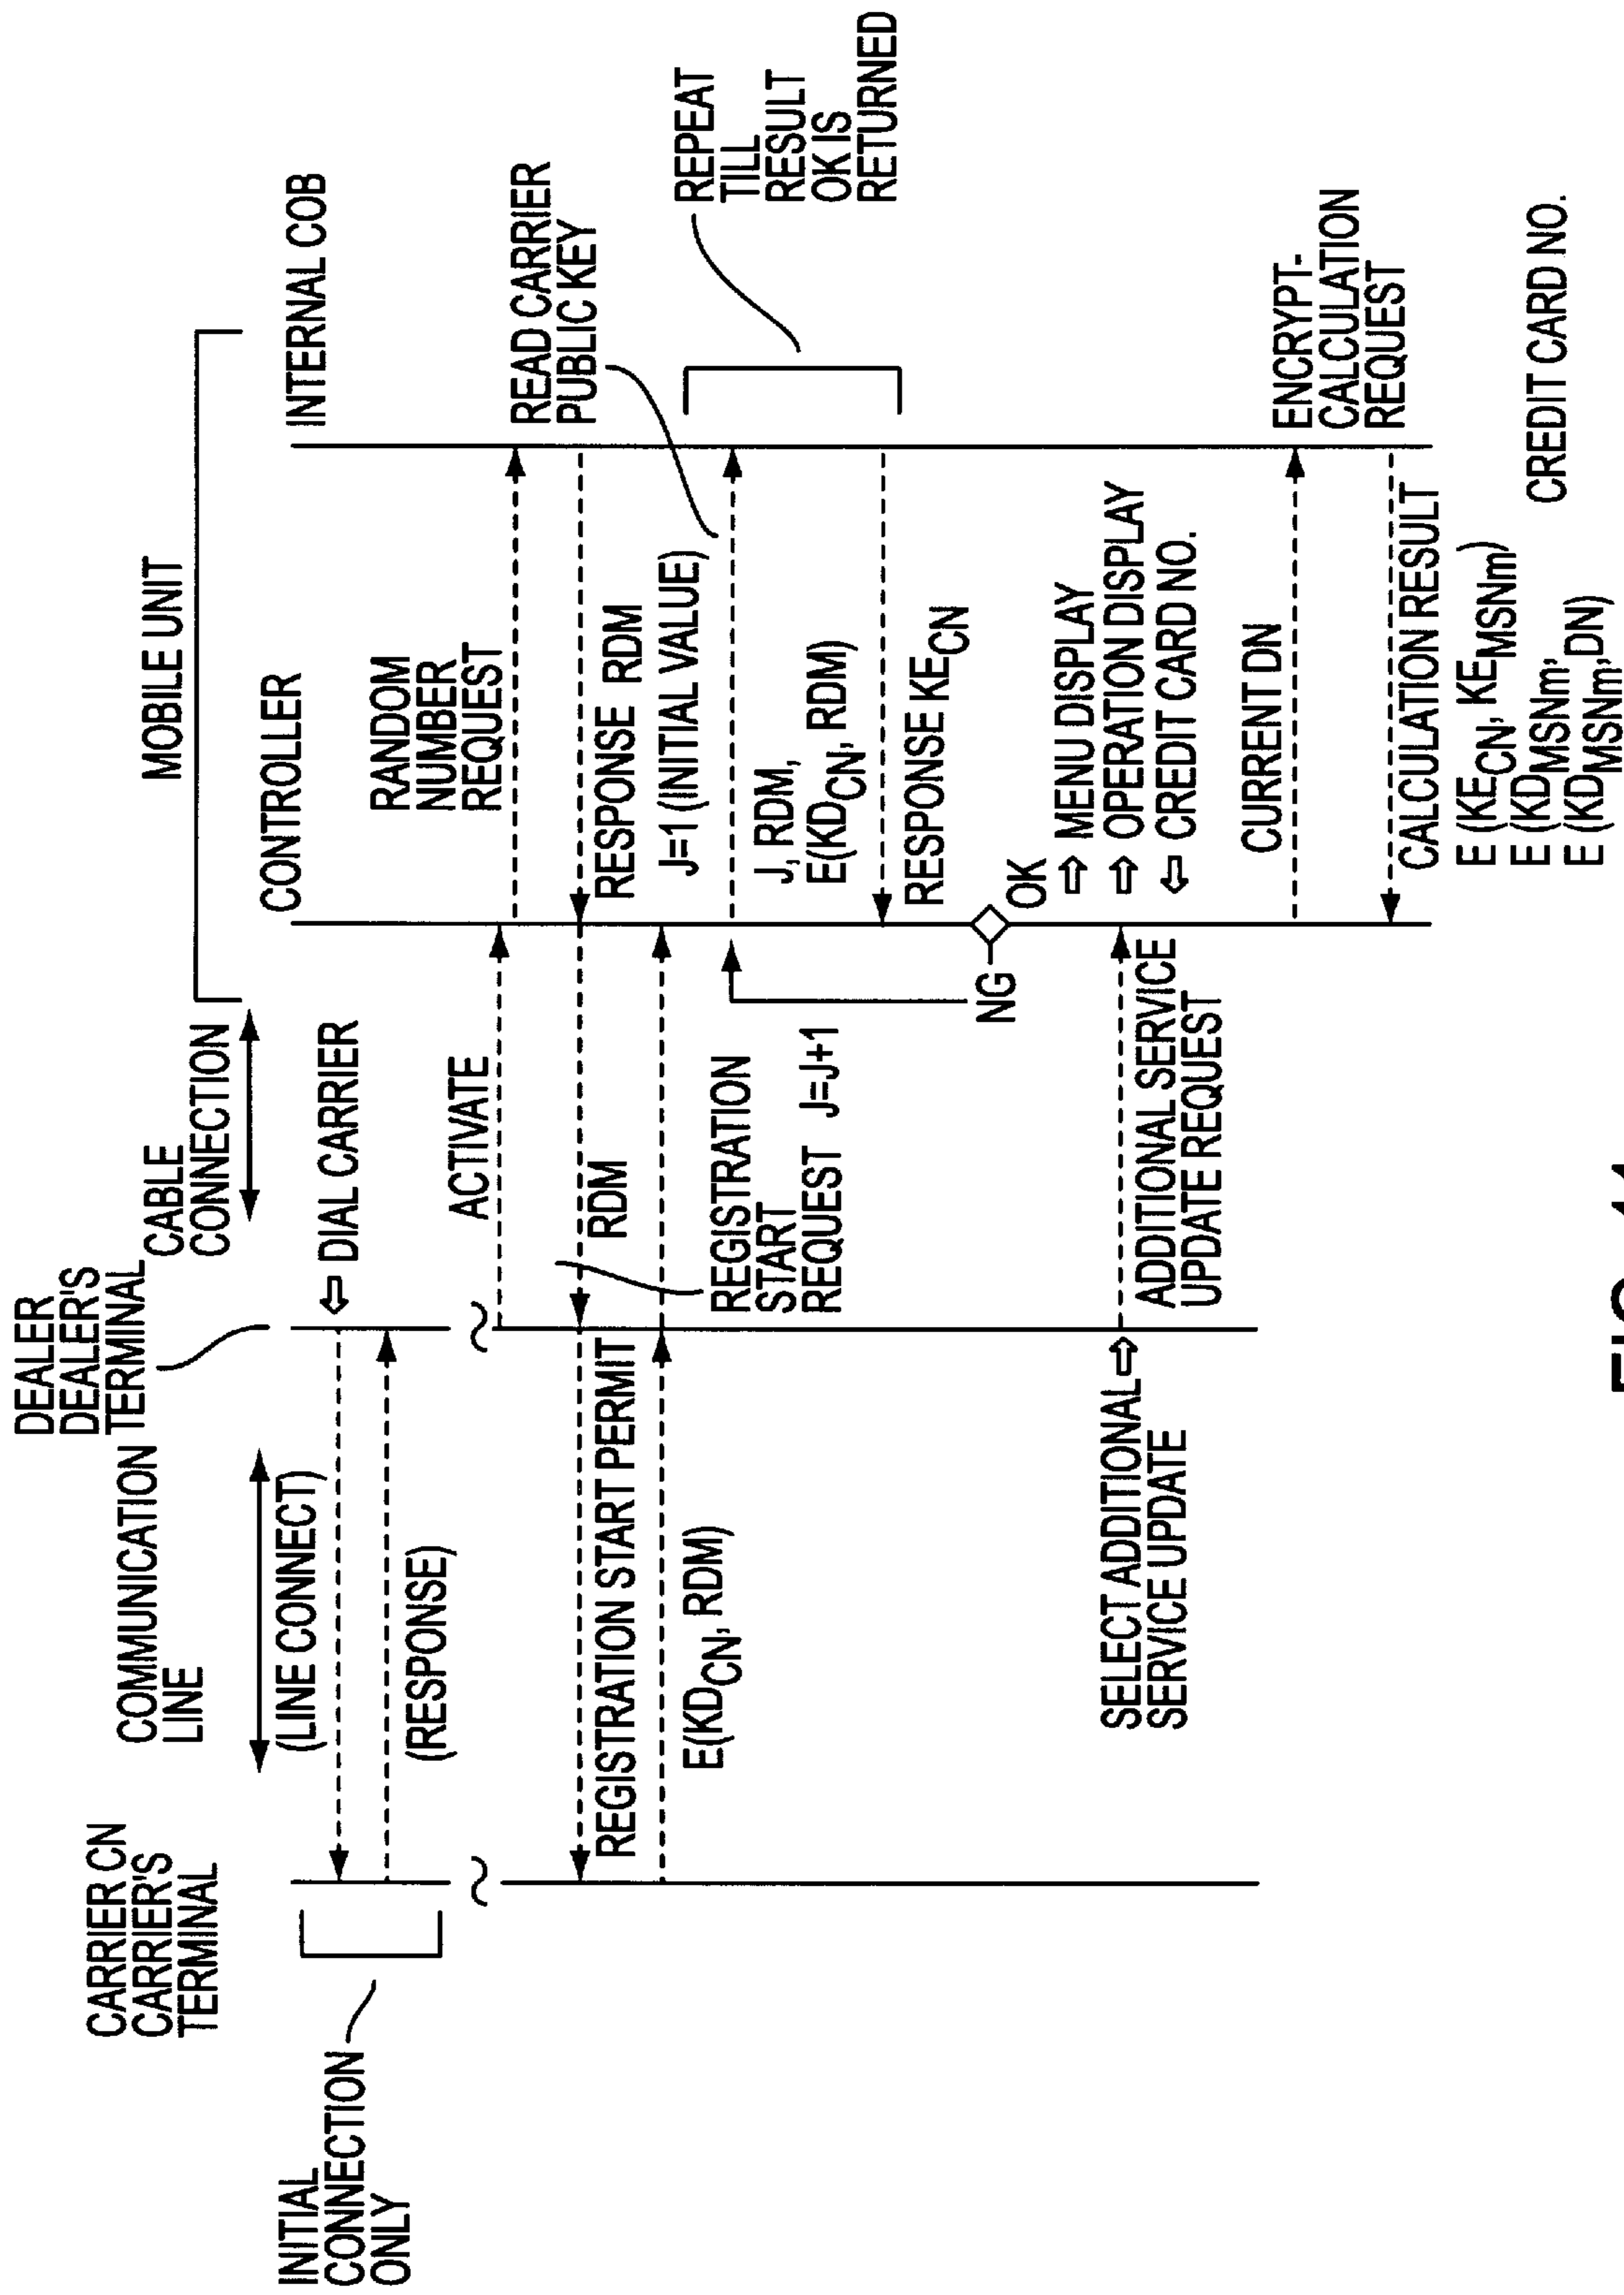 CARRIER CN
CARRIER'S
TERMINAL
COMMUNICATION
LINE
DEALER
DEALER'S
TERMINAL
CABLE
CONNECTION
MOBILE UNIT
CONTROLLER
INTERNAL COB
INITIAL
CONNECTION
ONLY
(LINE CONNECT)
(RESPONSE)
DIAL CARRIER
ACTIVATE
RANDOM
NUMBER
REQUEST
REGISTRATION START PERMIT
RDM
RESPONSE RDM
READ CARRIER
PUBLIC KEY
E(KDCN, RDM)
REGISTRATION
START
REQUEST J=J+1
J=1 (INITIAL VALUE)
J, RDM,
E(KDCN, RDM)
REPEAT
TILL
RESULT
OK IS
RETURNED
RESPONSE KECN
NG
OK
MENU DISPLAY
OPERATION DISPLAY
CREDIT CARD NO.
SELECT ADDITIONAL
SERVICE UPDATE
ADDITIONAL SERVICE
UPDATE REQUEST
CURRENT DN
ENCRYPT-
CALCULATION
REQUEST
CALCULATION RESULT
E (KECN, KEMSNm)
E (KDMSNm,
E (KDMSNm,DN)
CREDIT CARD NO.